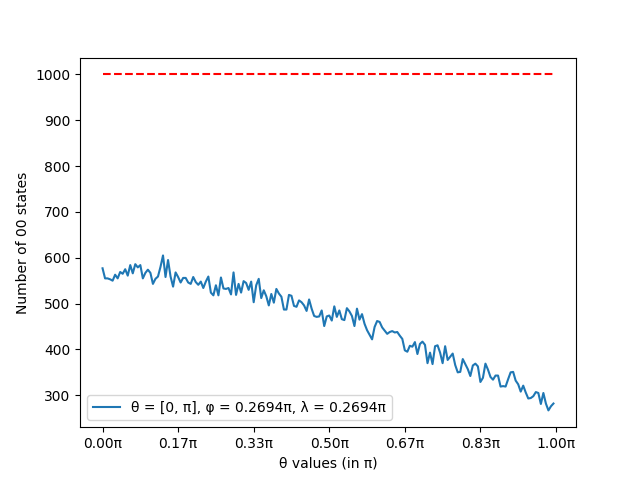 1000
900
800
700
600
500
400
300
Number of 00 states
θ = [0, π], φ = 0.2694π, λ = 0.2694π
0.00π 0.17π 0.33π 0.50π 0.67π 0.83π 1.00π
θ values (in π)